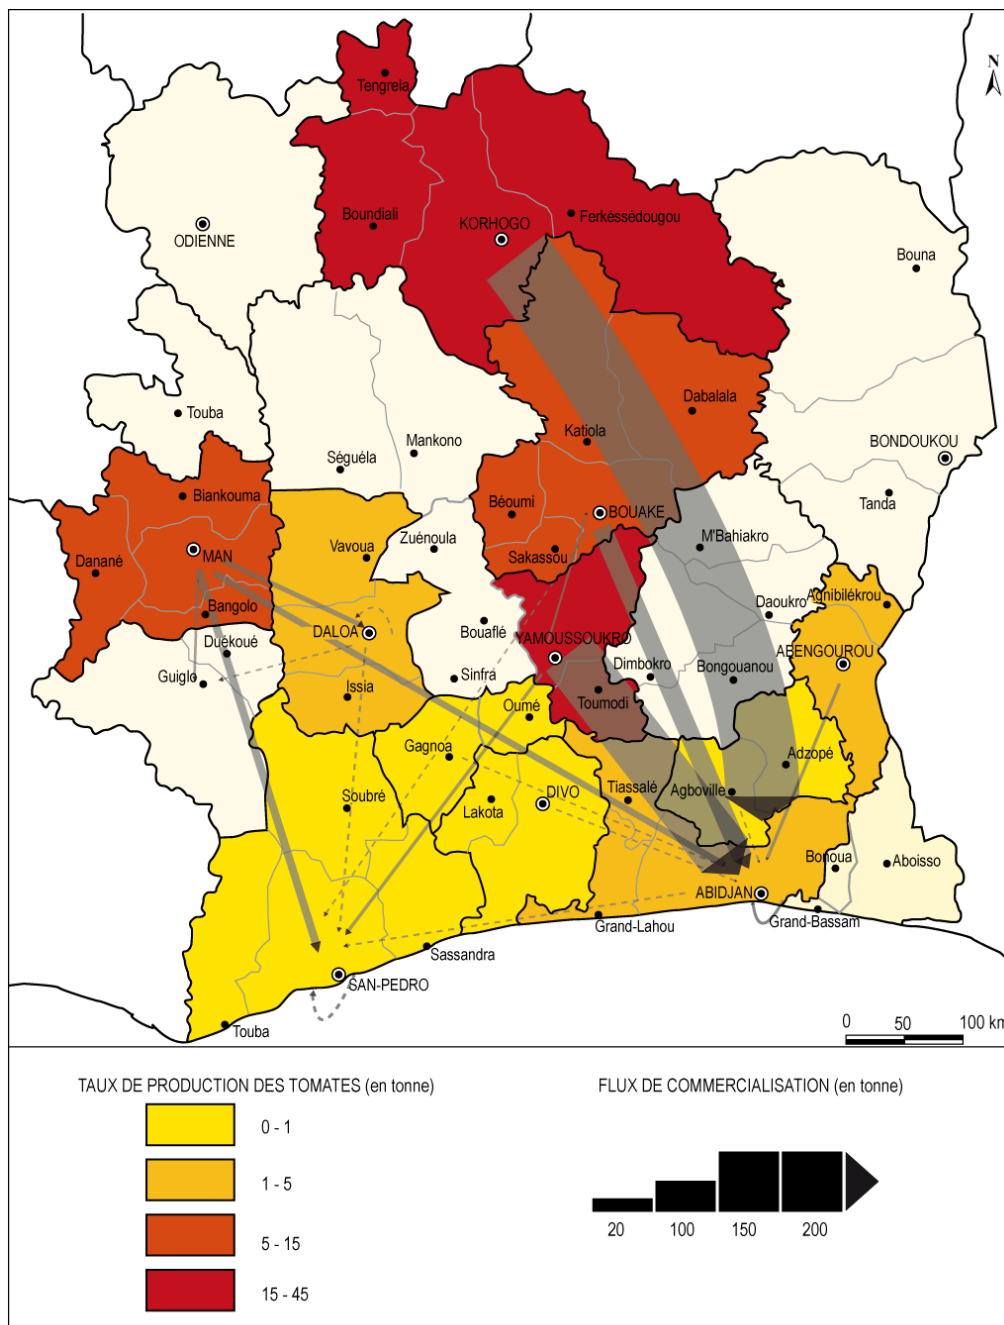 N
Tengrela
Boundiali
KORHOGO
Ferkéssédougou
ODIENNE
Bouna
Touba
Dabalala
Katiola
Mankono
Séguéla
BONDOUKOU
Tanda
Biankouma
Béoumi
BOUAKE
Vavoua
Zuénoula
M'Bahiakro
Danané
MAN
Sakassou
Bangolo
Daoukro
Agnibilékrou
DALOA
Bouaflé
YAMOUSSOUKRO
Duékoué
ABENGOUROU
Guiglo
Sinfra
Dimbokro
Bongouanou
Issia
Toumodi
Oumé
Gagnoa
Adzopé
Soubré
Lakota
DIVO
Tiassalé
Agboville
Bonoua
Aboisso
ABIDJAN
Grand-Lahou
Grand-Bassam
Sassandra
SAN-PEDRO
Touba
0 50 100 km
TAUX DE PRODUCTION DES TOMATES (en tonne)
0 - 1
1 - 5
5 - 15
15 - 45
FLUX DE COMMERCIALISATION (en tonne)
20 100 150 200